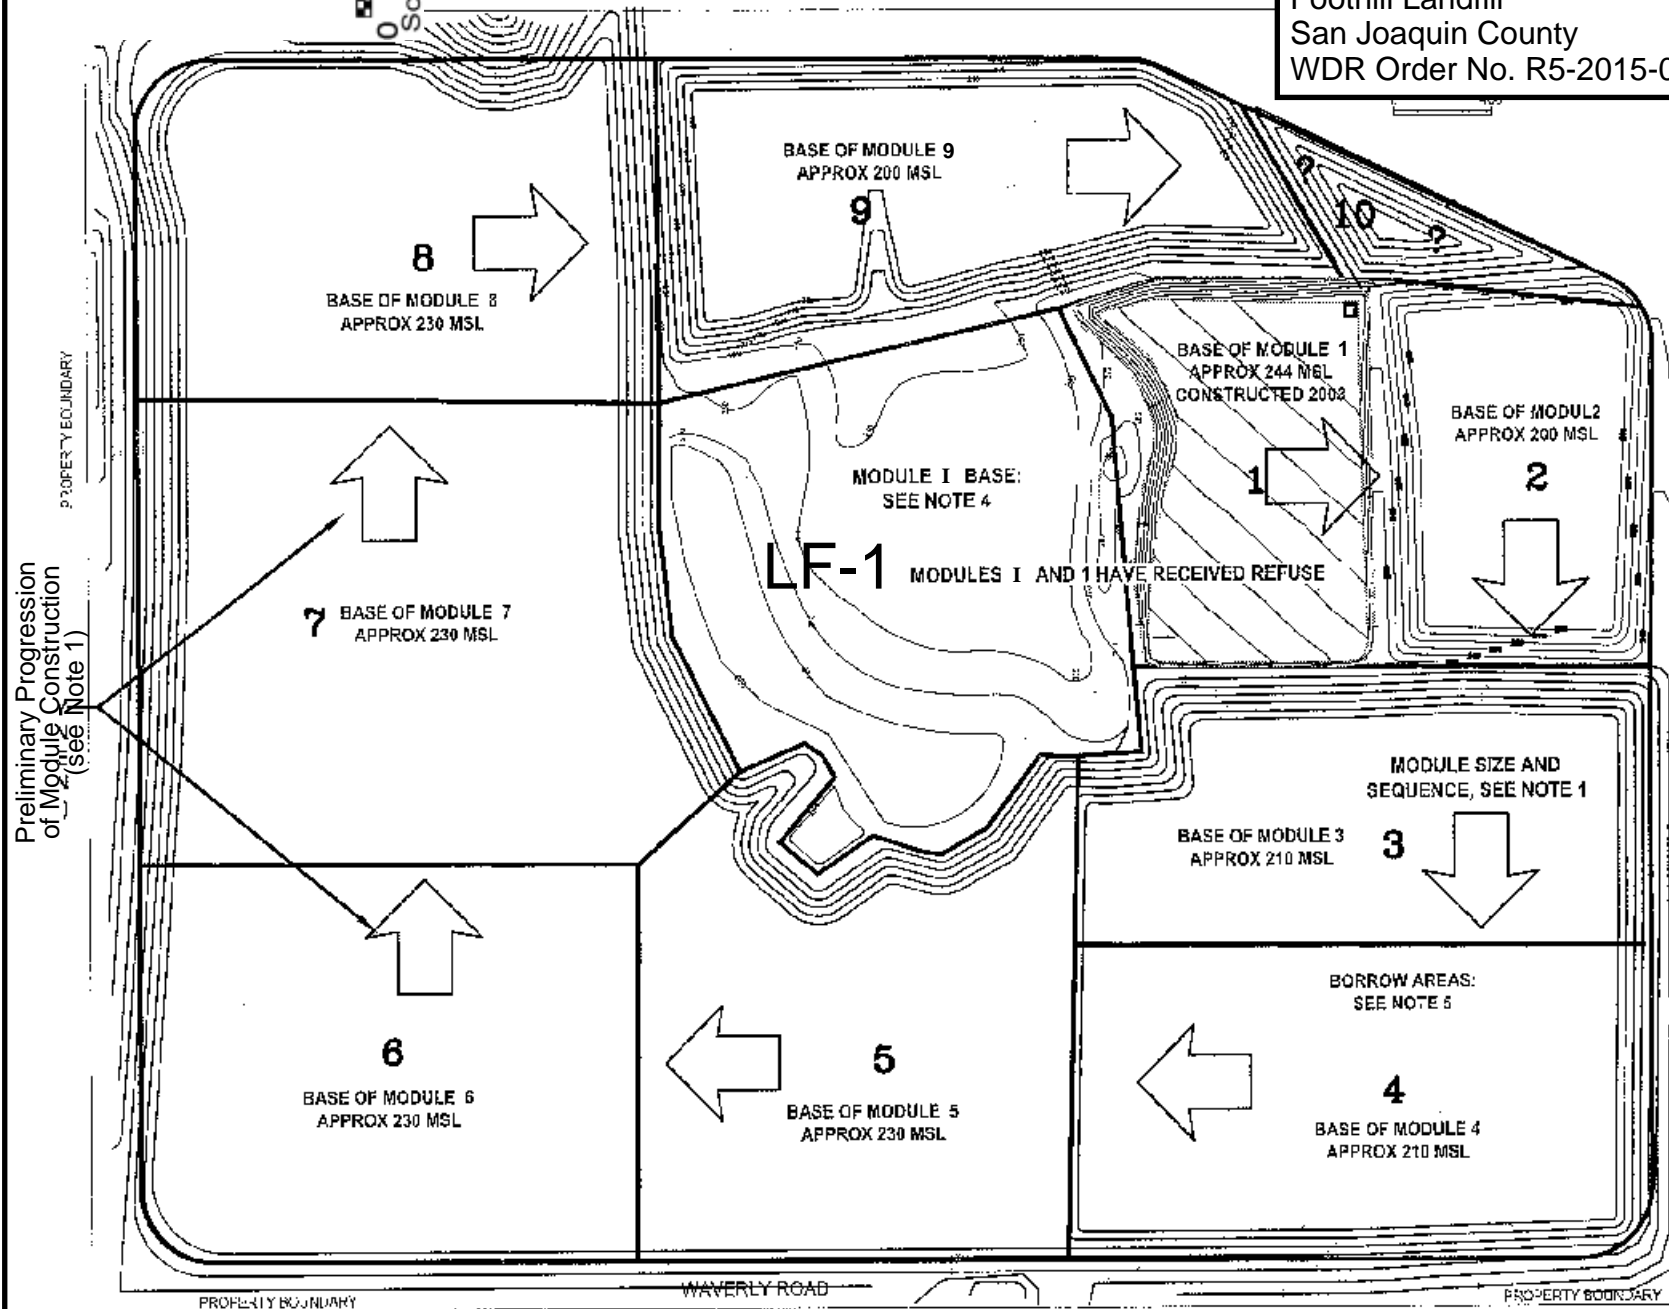 Foothill Landfill
San Joaquin County
WDR Order No. R5-2015-0
BASE OF MODULE 9
APPROX 200 MSL
9
?
10
?
8
BASE OF MODULE 8
APPROX 230 MSL
BASE OF MODULE 1
APPROX 244 MSL
CONSTRUCTED 2003
1
BASE OF MODUL2
APPROX 200 MSL
2
PROPERTY BOUNDARY
MODULE I BASE:
SEE NOTE 4
LF-1
MODULES I AND 1 HAVE RECEIVED REFUSE
7
BASE OF MODULE 7
APPROX 230 MSL
Preliminary Progression
of Module Construction
(see Note 1)
MODULE SIZE AND
SEQUENCE, SEE NOTE 1
BASE OF MODULE 3
APPROX 210 MSL
3
BORROW AREAS:
SEE NOTE 5
6
BASE OF MODULE 6
APPROX 230 MSL
5
BASE OF MODULE 5
APPROX 230 MSL
4
BASE OF MODULE 4
APPROX 210 MSL
WAVERLY ROAD
PROPERTY BOUNDARY
PROPERTY BOUNDARY